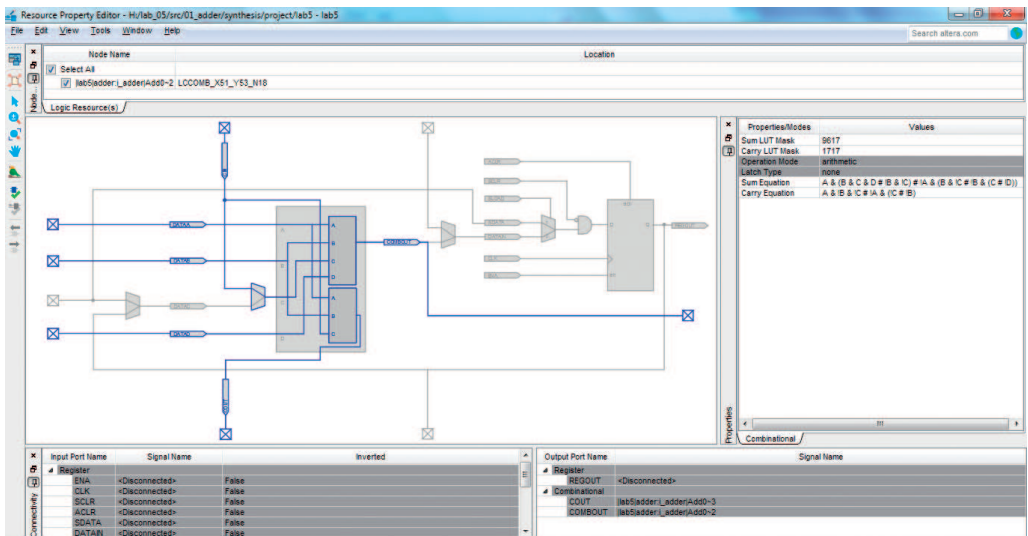 Resource Property Editor - H:/lab_05/src/01_adder/synthesis/project/lab5 - lab5
File Edit View Tools Window Help
Search altera.com
Node Name Location
Select All
|lab5|adder:i_adder|Add0~2 LCCOMB_X51_Y53_N18
Node...
Logic Resource(s)
Properties/Modes Values
Sum LUT Mask 9617
Carry LUT Mask 1717
Operation Mode arithmetic
Latch Type none
Sum Equation A & (B & C & D # !B & !C) # !A & (B & !C # !B & (C # !D))
Carry Equation A & !B & !C # !A & (!C # !B)
DATAA
DATAB
DATAC
DATAD
COMBOUT
REGOUT
A
B
C
D
A
B
C
Properties
Combinational
Input Port Name Signal Name Inverted
Register
ENA <Disconnected> False
CLK <Disconnected> False
SCLR <Disconnected> False
ACLR <Disconnected> False
SDATA <Disconnected> False
DATAIN <Disconnected> False
Connectivity
Output Port Name Signal Name
Register
REGOUT <Disconnected>
Combinational
COUT |lab5|adder:i_adder|Add0~3
COMBOUT |lab5|adder:i_adder|Add0~2